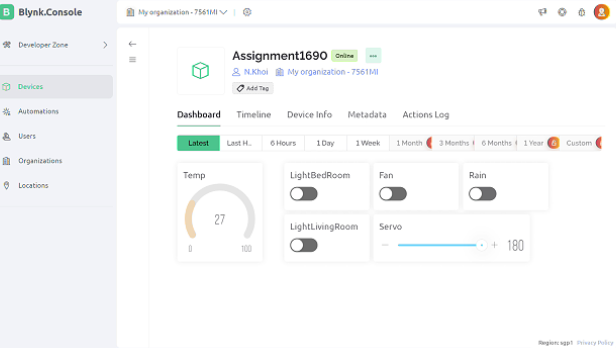 B Blynk.Console
My organization - 7561MI
Developer Zone
Devices
Automations
Users
Organizations
Locations
Assignment1690 Online
N.Khoi My organization - 7561MI
Add Tag
Dashboard Timeline Device Info Metadata Actions Log
Latest Last H... 6 Hours 1 Day 1 Week 1 Month 3 Months 6 Months 1 Year Custom
Temp
27
0 100
LightBedRoom Fan Rain
LightLivingRoom Servo
− + 180
Region: sgp1 Privacy Policy